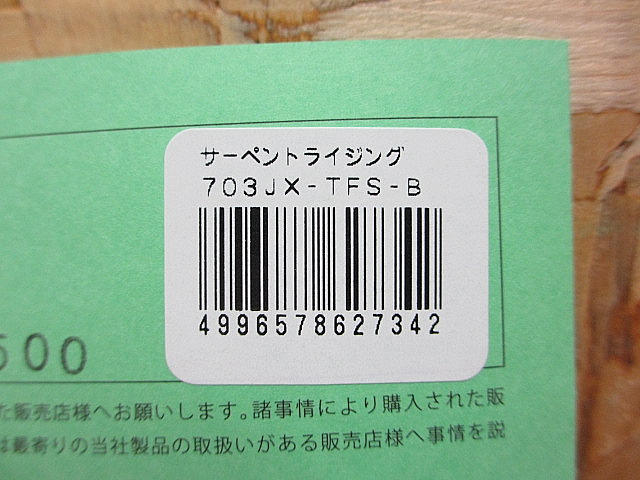 サーペントライジング
703JX-TFS-B
4996578627342
500
た販売店様へお願いします。諸事情により購入された販
は最寄りの当社製品の取扱いがある販売店様へ事情を説